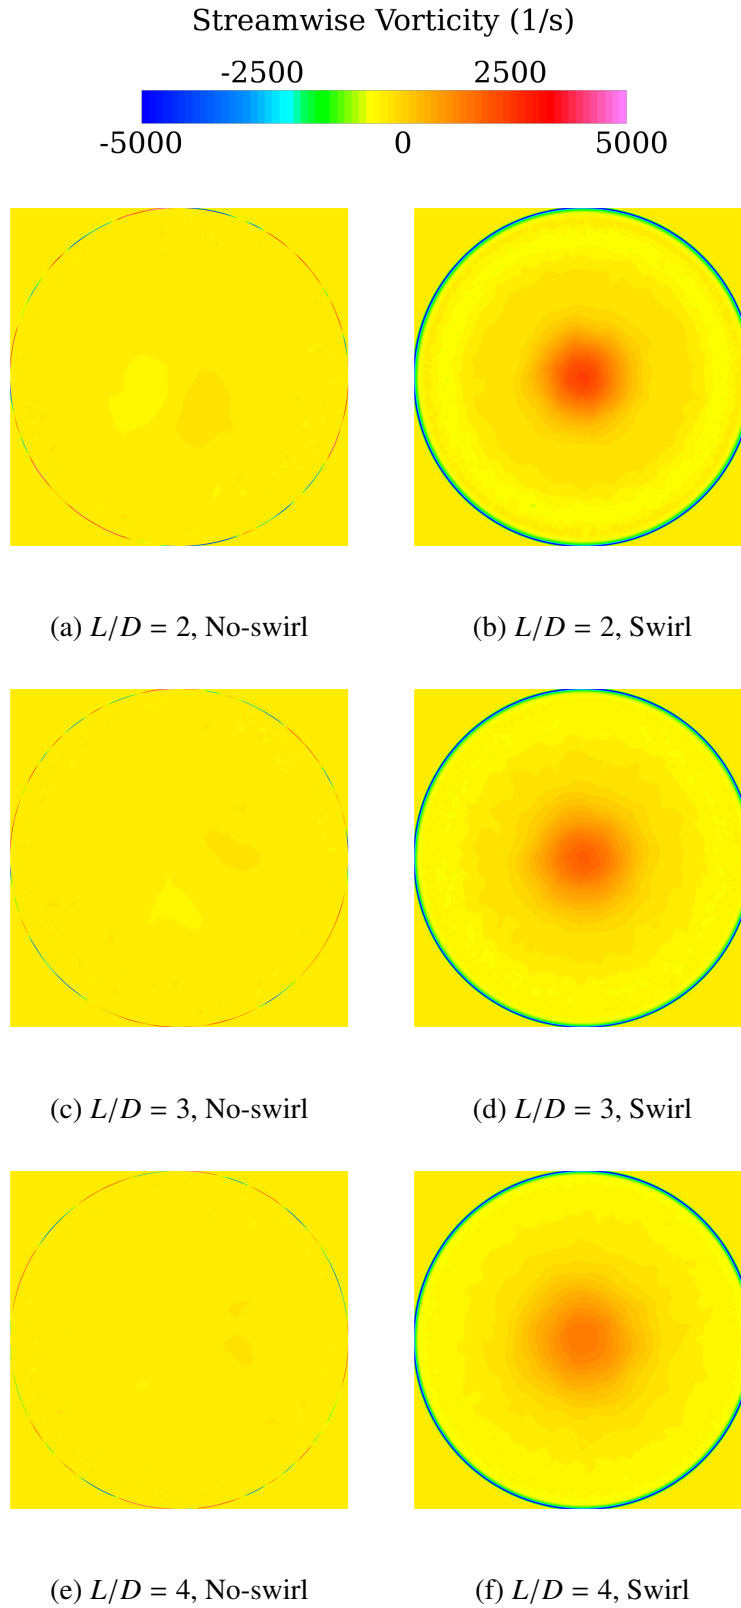 Streamwise Vorticity (1/s)
-2500 2500
-5000 0 5000
(a) L/D = 2, No-swirl (b) L/D = 2, Swirl
(c) L/D = 3, No-swirl (d) L/D = 3, Swirl
(e) L/D = 4, No-swirl (f) L/D = 4, Swirl